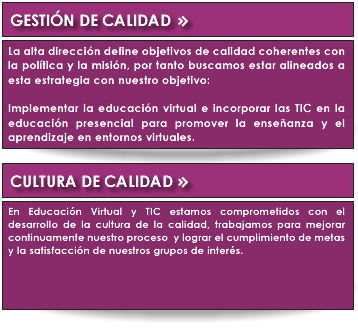 GESTIÓN DE CALIDAD »
La alta dirección define objetivos de calidad coherentes con
la política y la misión, por tanto buscamos estar alineados a
esta estrategia con nuestro objetivo:
Implementar la educación virtual e incorporar las TIC en la
educación presencial para promover la enseñanza y el
aprendizaje en entornos virtuales.
CULTURA DE CALIDAD »
En Educación Virtual y TIC estamos comprometidos con el
desarrollo de la cultura de la calidad, trabajamos para mejorar
continuamente nuestro proceso y lograr el cumplimiento de metas
y la satisfacción de nuestros grupos de interés.